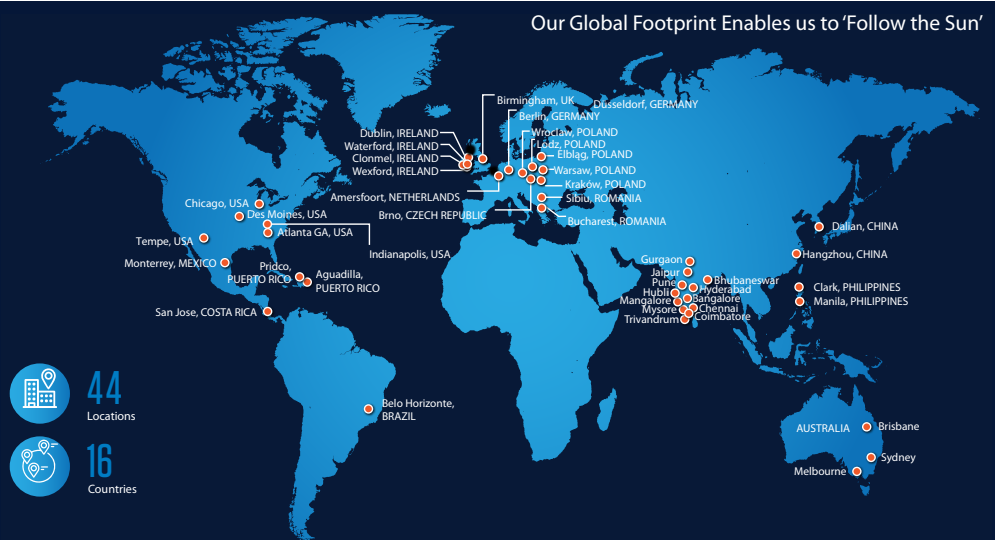 Our Global Footprint Enables us to ‘Follow the Sun’
Birmingham, UK
Dusseldorf, GERMANY
Berlin, GERMANY
Dublin, IRELAND
Waterford, IRELAND
Clonmel, IRELAND
Wexford, IRELAND
Wroclaw, POLAND
Lódz, POLAND
Elbląg, POLAND
Warsaw, POLAND
Kraków, POLAND
Amersfoort, NETHERLANDS
Sibiu, ROMANIA
Brno, CZECH REPUBLIC
Bucharest, ROMANIA
Chicago, USA
Des Moines, USA
Atlanta GA, USA
Tempe, USA
Indianapolis, USA
Monterrey, MEXICO
Pridco,
PUERTO RICO
Aguadilla,
PUERTO RICO
San Jose, COSTA RICA
Dalian, CHINA
Hangzhou, CHINA
Gurgaon
Jaipur
Bhubaneswar
Pune
Hyderabad
Hubli
Bangalore
Mangalore
Chennai
Mysore
Coimbatore
Trivandrum
Clark, PHILIPPINES
Manila, PHILIPPINES
44
Locations
16
Countries
Belo Horizonte,
BRAZIL
AUSTRALIA
Brisbane
Sydney
Melbourne